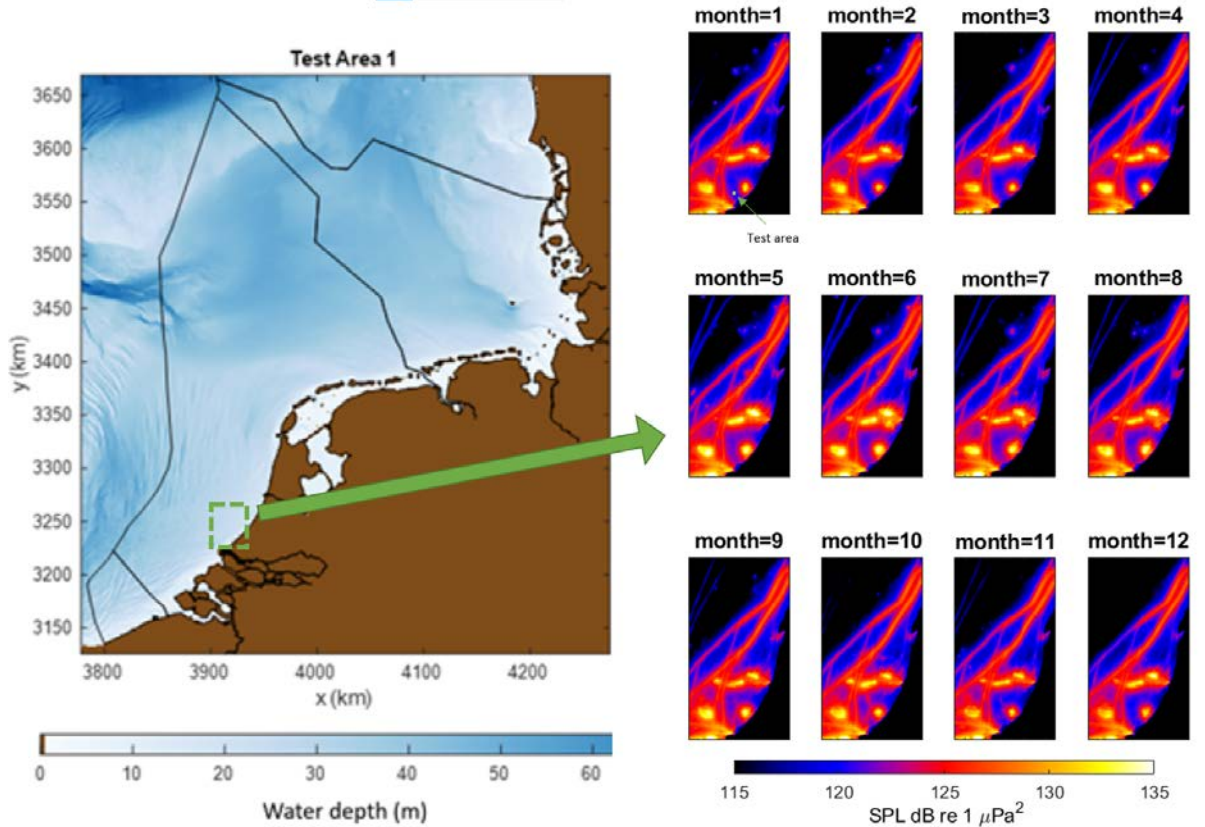 Test Area 1
3650
3600
3550
3500
3450
3400
3350
3300
3250
3200
3150
y (km)
3800
3900
4000
4100
4200
x (km)
0
10
20
30
40
50
60
Water depth (m)
month=1
month=2
month=3
month=4
Test area
month=5
month=6
month=7
month=8
month=9
month=10
month=11
month=12
115
120
125
130
135
SPL dB re 1 μPa²